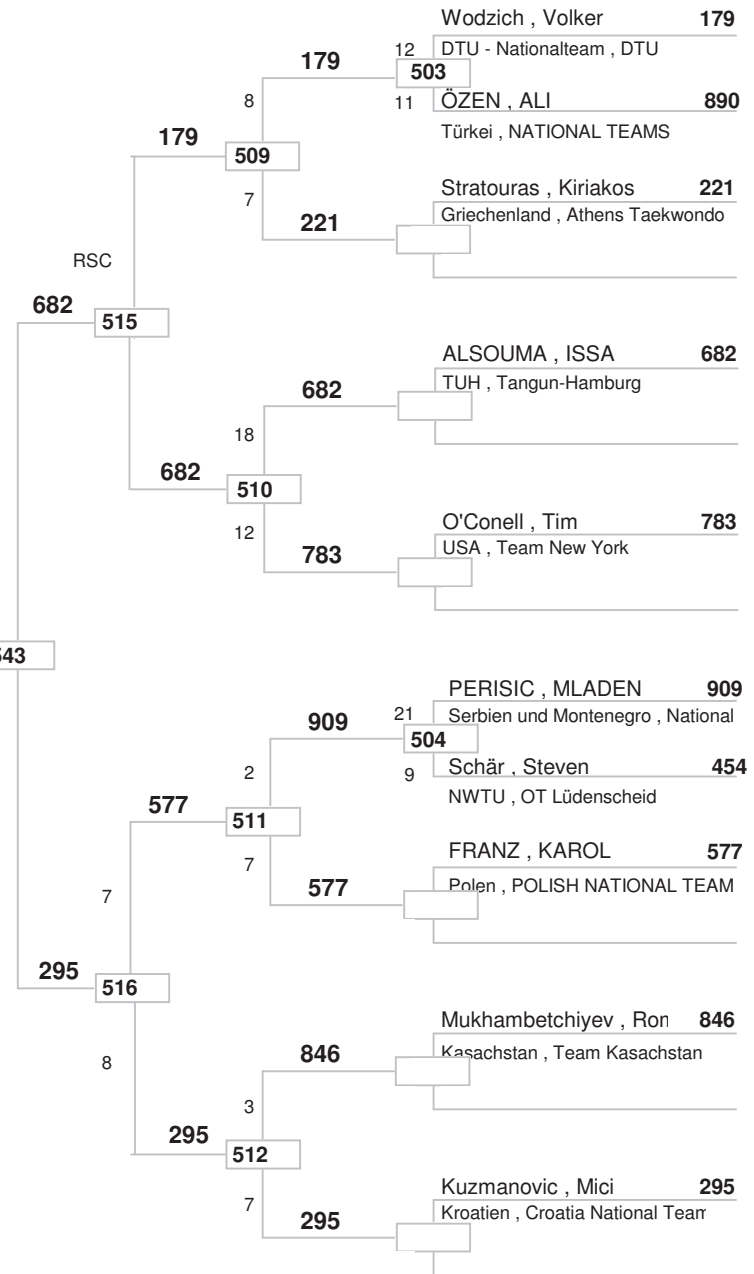 Wodzich , Volker 179
179
12 DTU - Nationalteam , DTU
503
8
11 ÖZEN , ALI 890
Türkei , NATIONAL TEAMS
179
509
7
Stratouras , Kiriakos 221
221
Griechenland , Athens Taekwondo
RSC
682
515
ALSOUMA , ISSA 682
682
TUH , Tangun-Hamburg
18
682
510
12
O'Conell , Tim 783
783
USA , Team New York
543
PERISIC , MLADEN 909
909
21 Serbien und Montenegro , National
504
2
9 Schär , Steven 454
NWTU , OT Lüdenscheid
577
511
7
FRANZ , KAROL 577
577
Polen , POLISH NATIONAL TEAM
7
295
516
Mukhambetchiyev , Ron 846
846
Kasachstan , Team Kasachstan
8
3
295
512
7
Kuzmanovic , Mici 295
295
Kroatien , Croatia National Team